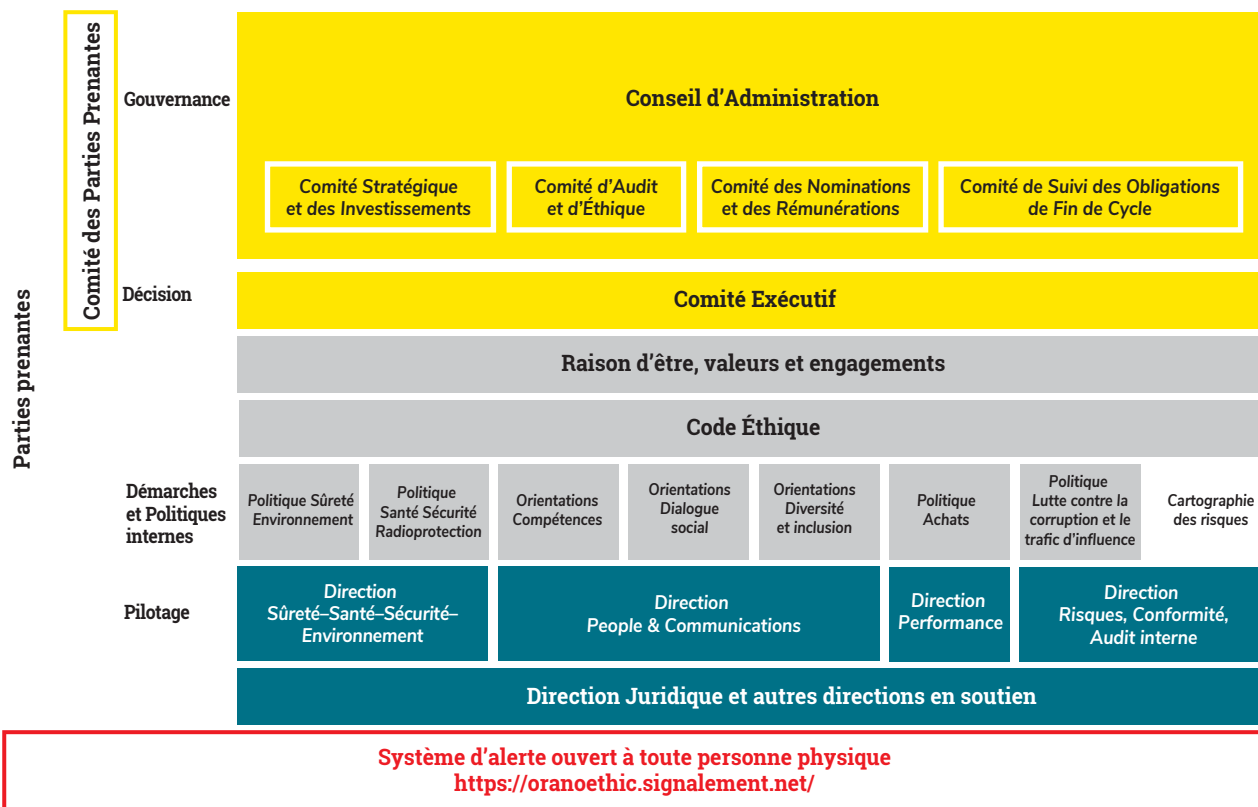 Parties prenantes
Comité des Parties Prenantes
Gouvernance
Conseil d'Administration
Comité Stratégique
et des Investissements
Comité d'Audit
et d'Éthique
Comité des Nominations
et des Rémunérations
Comité de Suivi des Obligations
de Fin de Cycle
Décision
Comité Exécutif
Raison d'être, valeurs et engagements
Code Éthique
Démarches
et Politiques
internes
Politique Sûreté
Environnement
Politique
Santé Sécurité
Radioprotection
Orientations
Compétences
Orientations
Dialogue
social
Orientations
Diversité
et inclusion
Politique
Achats
Politique
Lutte contre la
corruption et le
trafic d'influence
Cartographie
des risques
Pilotage
Direction
Sûreté–Santé–Sécurité–
Environnement
Direction
People & Communications
Direction
Performance
Direction
Risques, Conformité,
Audit interne
Direction Juridique et autres directions en soutien
Système d'alerte ouvert à toute personne physique
https://oranoethic.signalement.net/